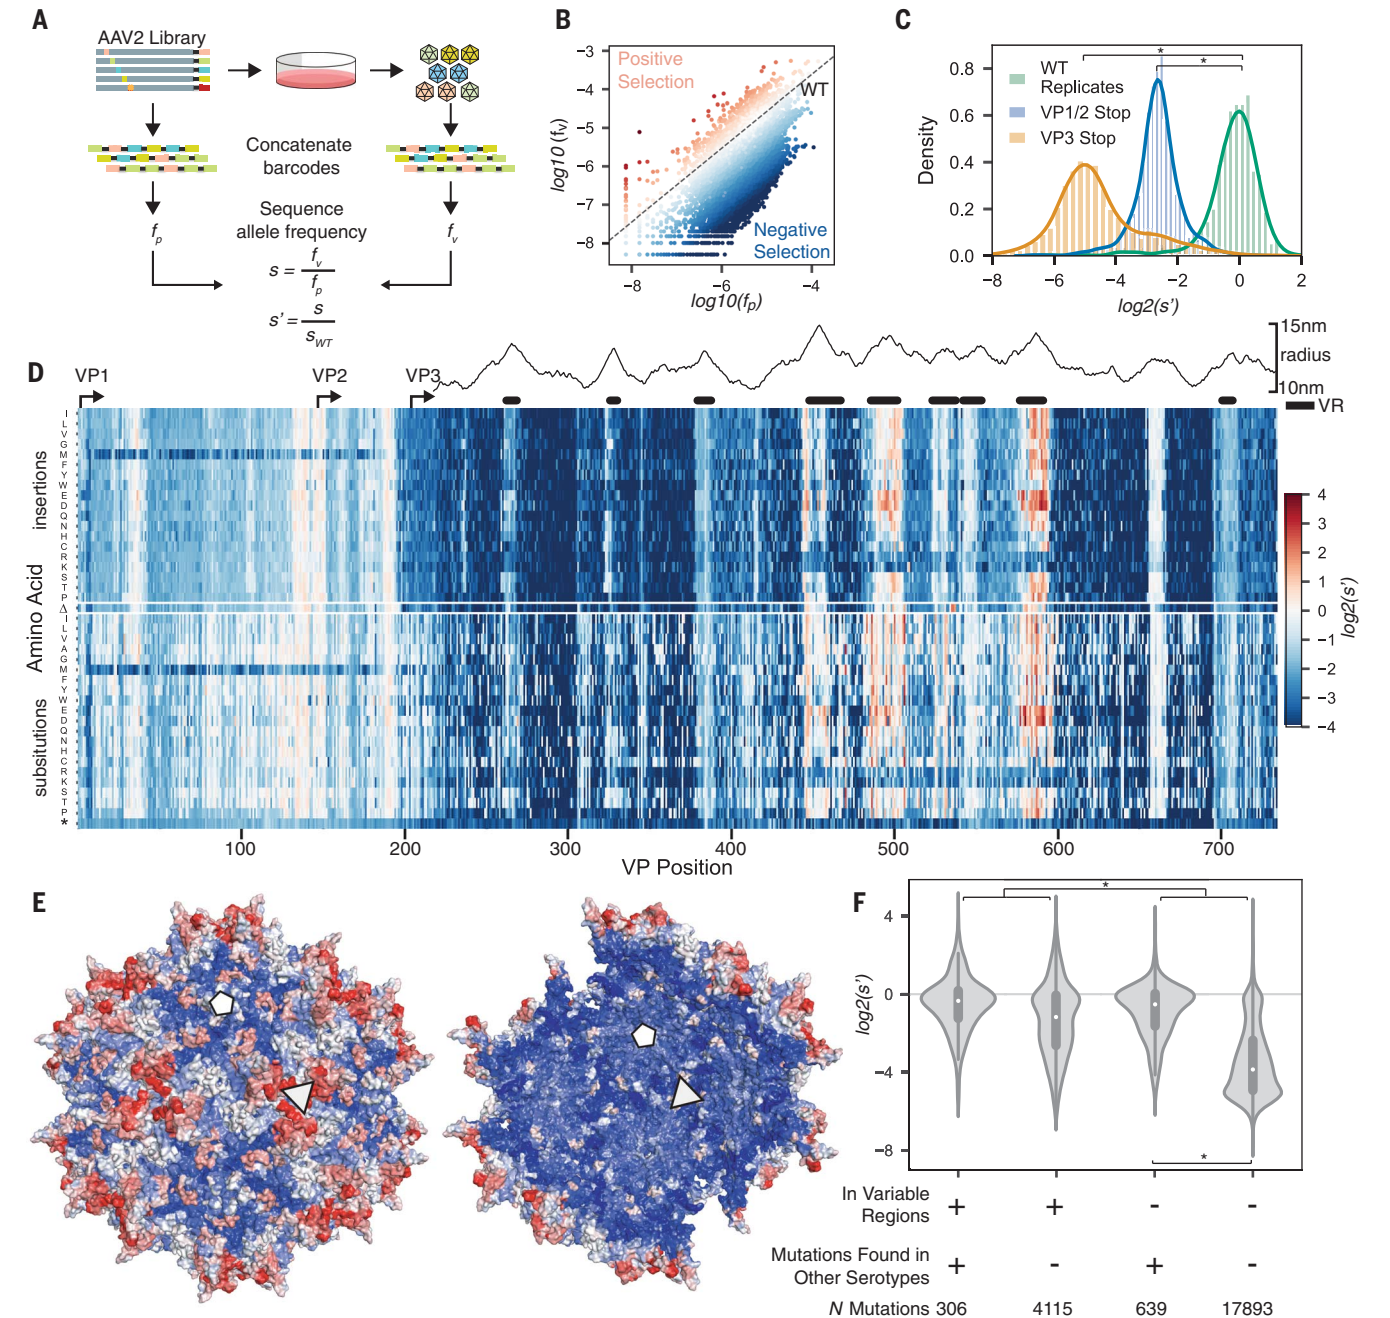 A
AAV2 Library
Concatenate
barcodes
Sequence
allele frequency
fp
fv
s = fv
fp
s' = s
sWT
B
Positive
Selection
WT
Negative
Selection
log10 (fv)
−3
−4
−5
−6
−7
−8
−8
−6
−4
log10(fp)
C
WT
Replicates
VP1/2 Stop
VP3 Stop
*
*
Density
0.8
0.6
0.4
0.2
0.0
−8
−6
−4
−2
0
2
log2(s')
15nm
radius
10nm
VR
D
VP1
VP2
VP3
insertions
Amino Acid
substitutions
I
L
V
G
M
F
Y
W
E
D
Q
N
H
C
R
K
S
T
P
Δ
I
L
V
A
G
M
F
Y
W
E
D
Q
N
H
C
R
K
S
T
P
*
100
200
300
400
500
600
700
VP Position
4
3
2
1
0
−1
−2
−3
−4
log2(s')
E
F
*
*
log2(s')
4
0
−4
−8
In Variable
Regions
+ + - -
Mutations Found in
Other Serotypes
+ - + -
N Mutations 306 4115 639 17893